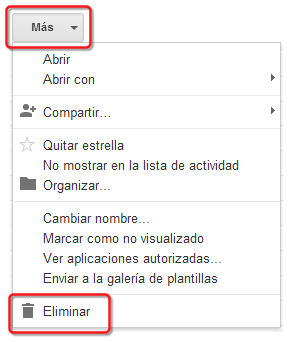 Más
Abrir
Abrir con
Compartir...
Quitar estrella
No mostrar en la lista de actividad
Organizar...
Cambiar nombre...
Marcar como no visualizado
Ver aplicaciones autorizadas...
Enviar a la galería de plantillas
Eliminar